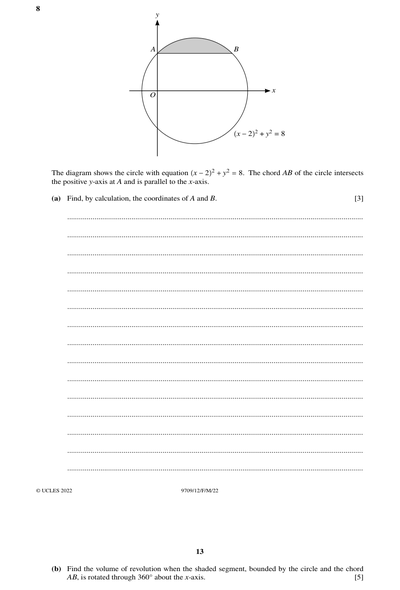 8
y
A
B
O
x
(x − 2)² + y² = 8
The diagram shows the circle with equation (x − 2)² + y² = 8. The chord AB of the circle intersects
the positive y-axis at A and is parallel to the x-axis.
(a) Find, by calculation, the coordinates of A and B. [3]
© UCLES 2022 9709/12/F/M/22
13
(b) Find the volume of revolution when the shaded segment, bounded by the circle and the chord
AB, is rotated through 360° about the x-axis. [5]